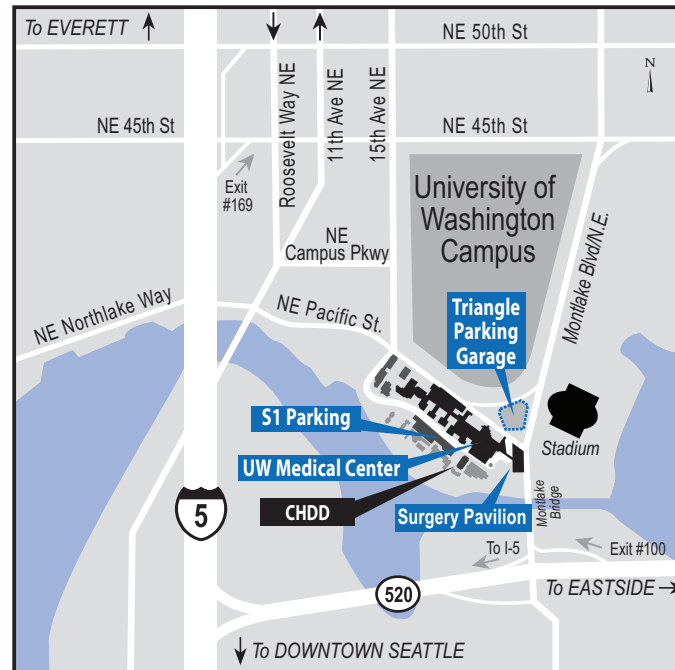 To EVERETT
NE 50th St
N
Roosevelt Way NE
11th Ave NE
15th Ave NE
NE 45th St
NE 45th St
Exit
#169
University of
Washington
Campus
NE
Campus Pkwy
Montlake Blvd/N.E.
NE Northlake Way
NE Pacific St.
Triangle
Parking
Garage
S1 Parking
Stadium
UW Medical Center
CHDD
Surgery Pavilion
Montlake
Bridge
5
To I-5
Exit #100
520
To EASTSIDE
To DOWNTOWN SEATTLE